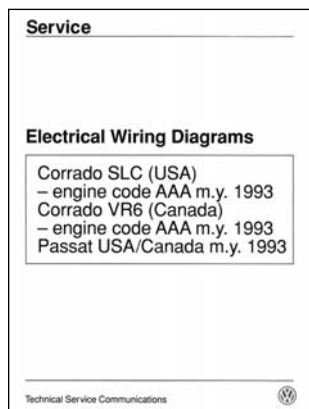 Service
Electrical Wiring Diagrams
Corrado SLC (USA)
– engine code AAA m.y. 1993
Corrado VR6 (Canada)
– engine code AAA m.y. 1993
Passat USA/Canada m.y. 1993
Technical Service Communications